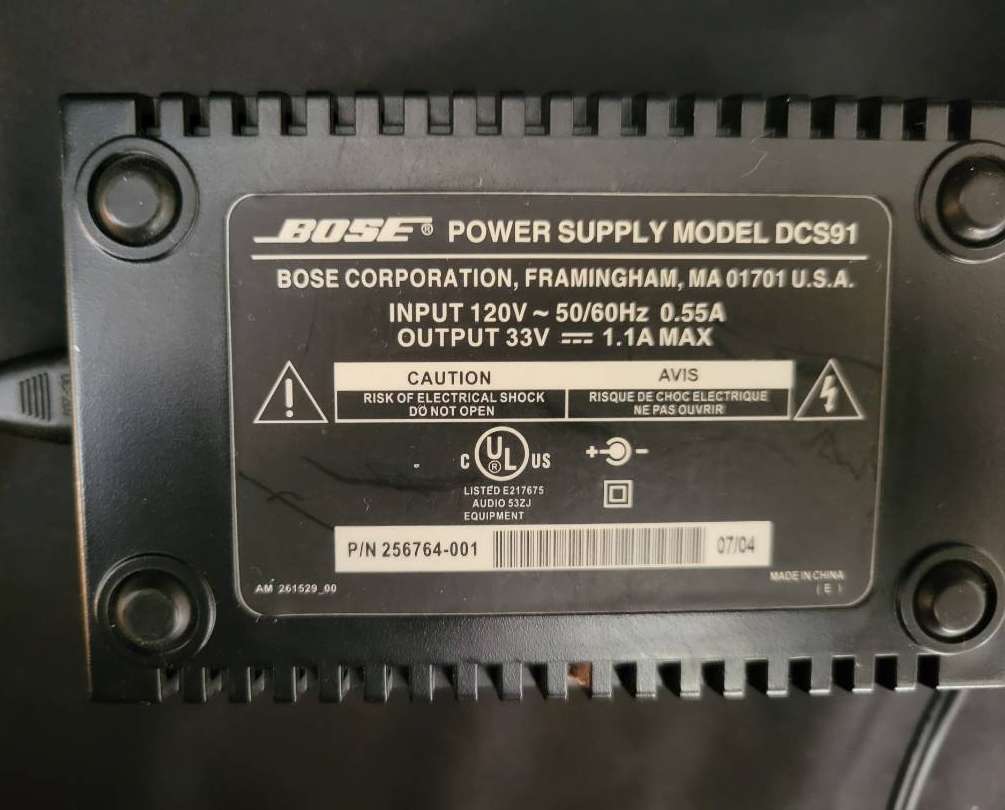 BOSE® POWER SUPPLY MODEL DCS91
BOSE CORPORATION, FRAMINGHAM, MA 01701 U.S.A.
INPUT 120V ~ 50/60Hz 0.55A
OUTPUT 33V ⎓ 1.1A MAX
CAUTION
RISK OF ELECTRICAL SHOCK
DO NOT OPEN
AVIS
RISQUE DE CHOC ELECTRIQUE
NE PAS OUVRIR
C UL® US
LISTED E217675
AUDIO 53ZJ
EQUIPMENT
P/N 256764-001
07/04
AM 261529_00
MADE IN CHINA
( E )